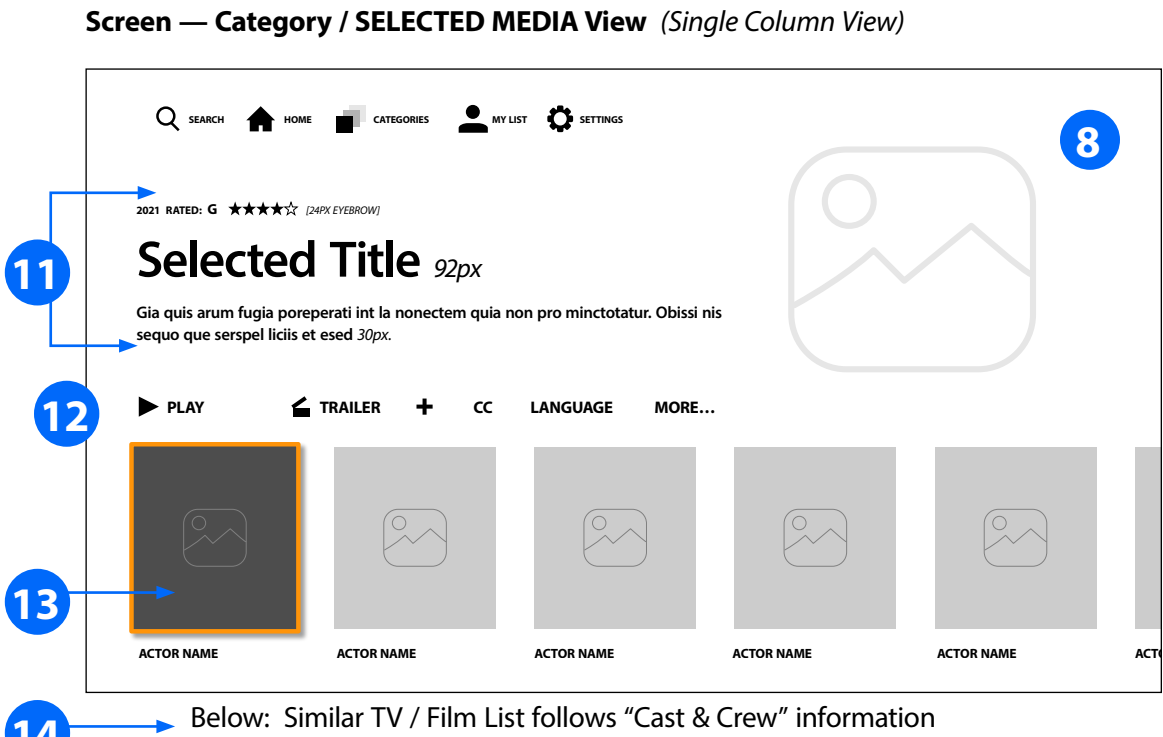 Screen — Category / SELECTED MEDIA View (Single Column View)
SEARCH HOME CATEGORIES MY LIST SETTINGS
8
2021 RATED: G ★★★★☆ [24PX EYEBROW]
11
Selected Title 92px
Gia quis arum fugia poreperati int la nonectem quia non pro minctotatur. Obissi nis
sequo que serspel liciis et esed 30px.
12
PLAY TRAILER + CC LANGUAGE MORE...
13
ACTOR NAME ACTOR NAME ACTOR NAME ACTOR NAME ACTOR NAME ACTO
14
Below: Similar TV / Film List follows “Cast & Crew” information